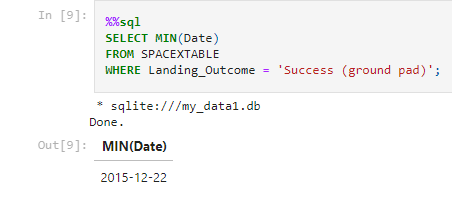 In [9]:
%%sql
SELECT MIN(Date)
FROM SPACEXTABLE
WHERE Landing_Outcome = 'Success (ground pad)';
* sqlite:///my_data1.db
Done.
Out[9]:
MIN(Date)
2015-12-22